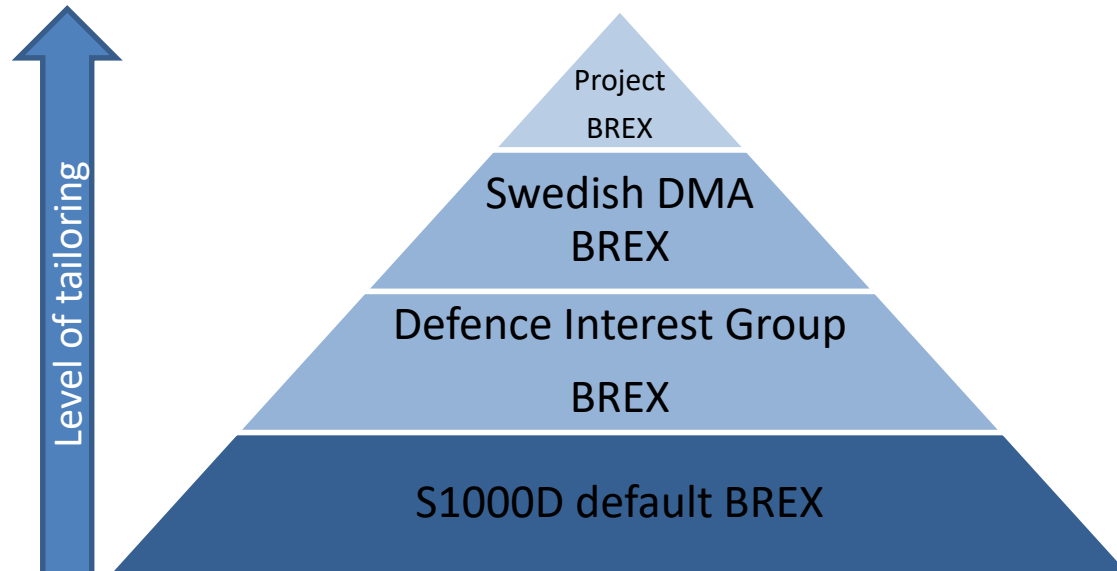 Level of tailoring
Project
BREX
Swedish DMA
BREX
Defence Interest Group
BREX
S1000D default BREX